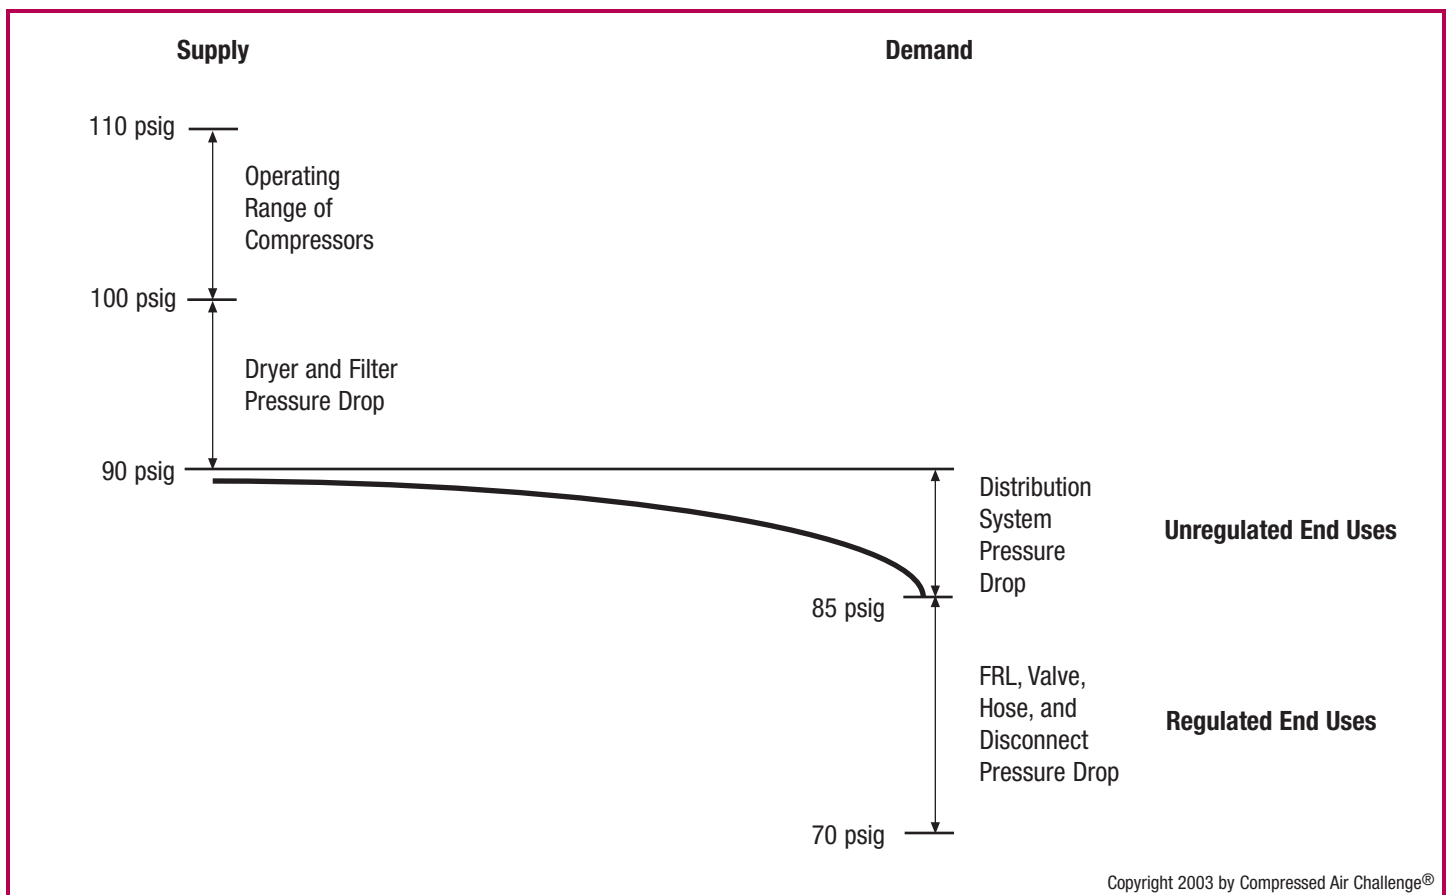 Supply
Demand
110 psig
Operating
Range of
Compressors
100 psig
Dryer and Filter
Pressure Drop
90 psig
Distribution
System
Pressure
Drop
Unregulated End Uses
85 psig
FRL, Valve,
Hose, and
Disconnect
Pressure Drop
Regulated End Uses
70 psig
Copyright 2003 by Compressed Air Challenge®